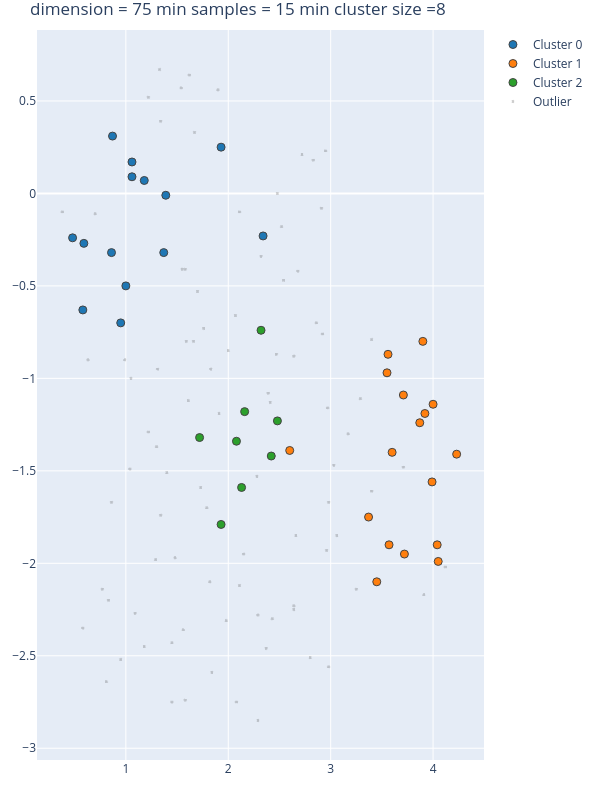 dimension = 75 min samples = 15 min cluster size =8
Cluster 0
Cluster 1
Cluster 2
Outlier
0.5
0
−0.5
−1
−1.5
−2
−2.5
−3
1
2
3
4